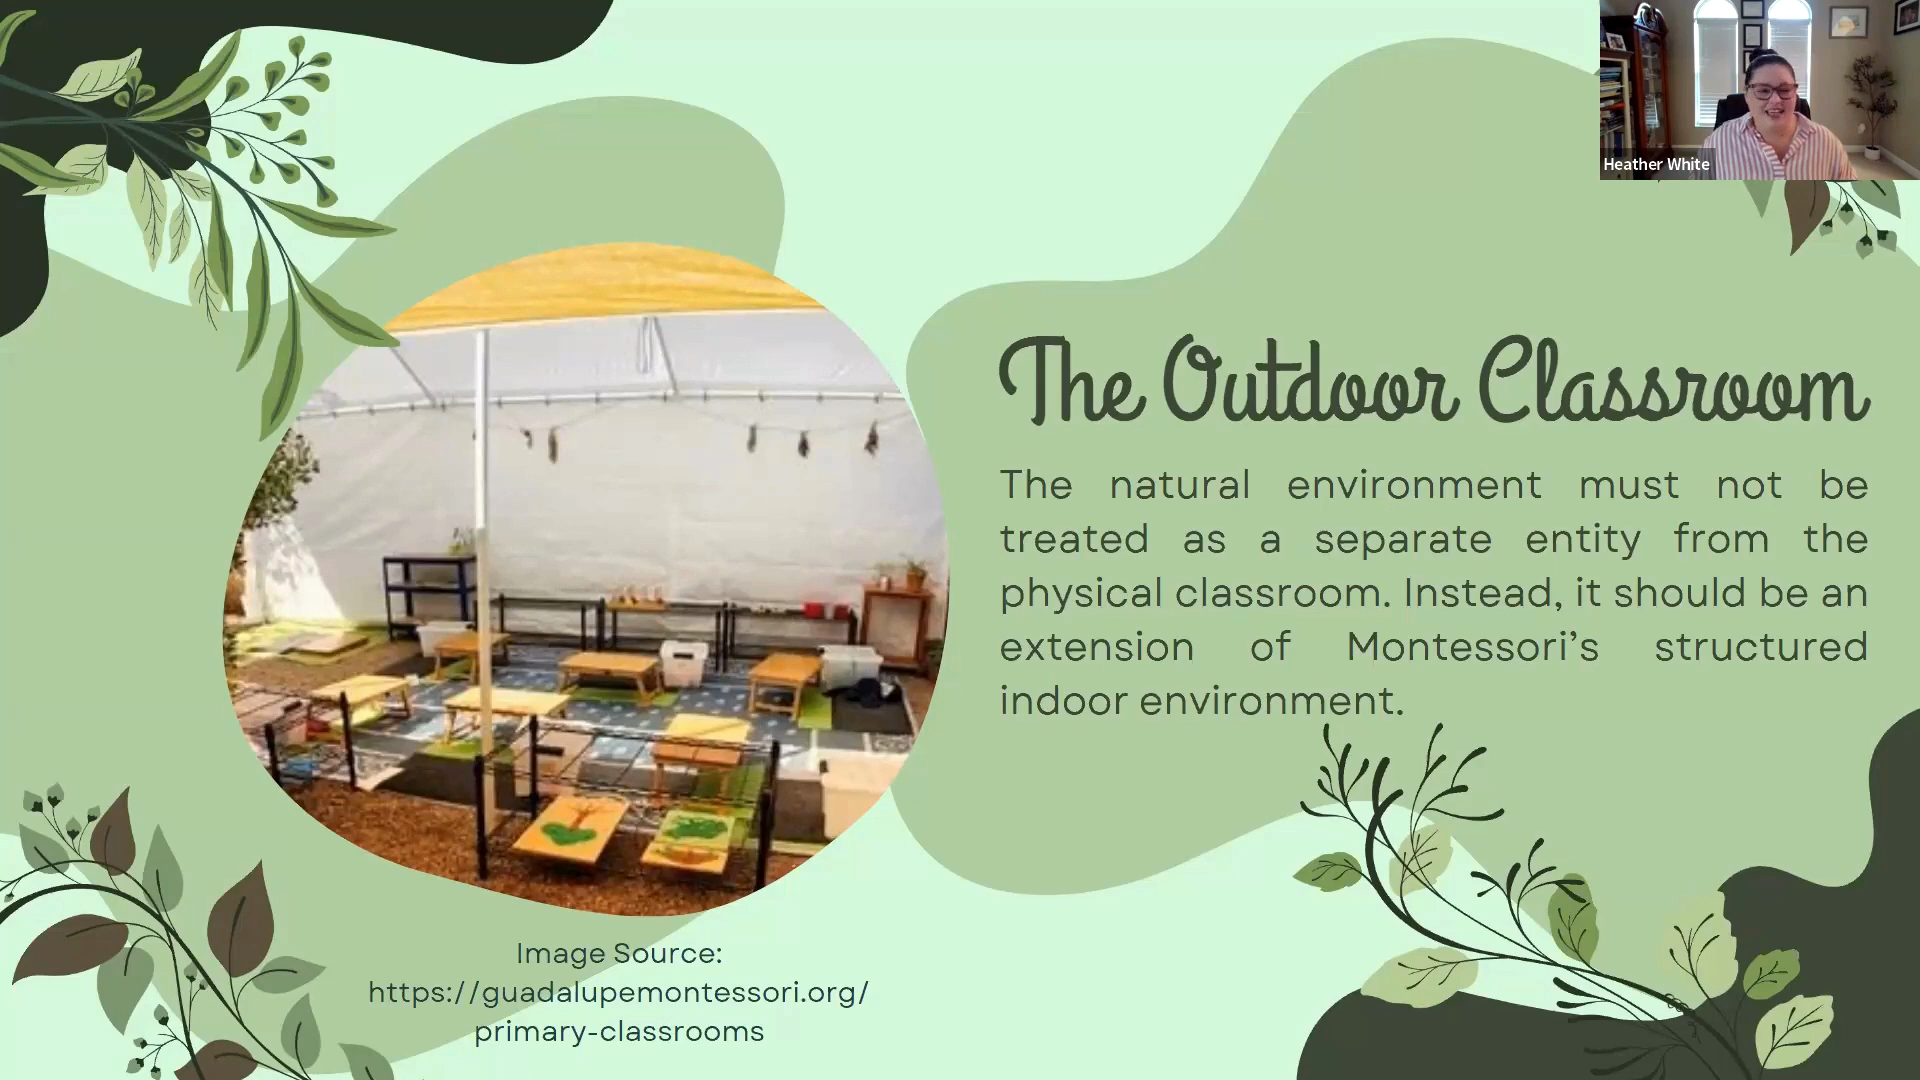 Heather White
The Outdoor Classroom
The natural environment must not be
treated as a separate entity from the
physical classroom. Instead, it should be an
extension of Montessori’s structured
indoor environment.
Image Source:
https://guadalupemontessori.org/
primary-classrooms